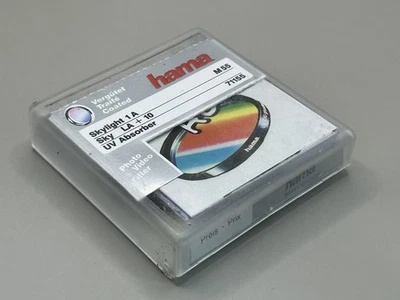 hama
Vergütet
Traité
Coated
M 55
71155
Skylight 1 A
Sky LA + 10
UV Absorber
Photo
Video
Filter
hama
Preis · Prix
hama